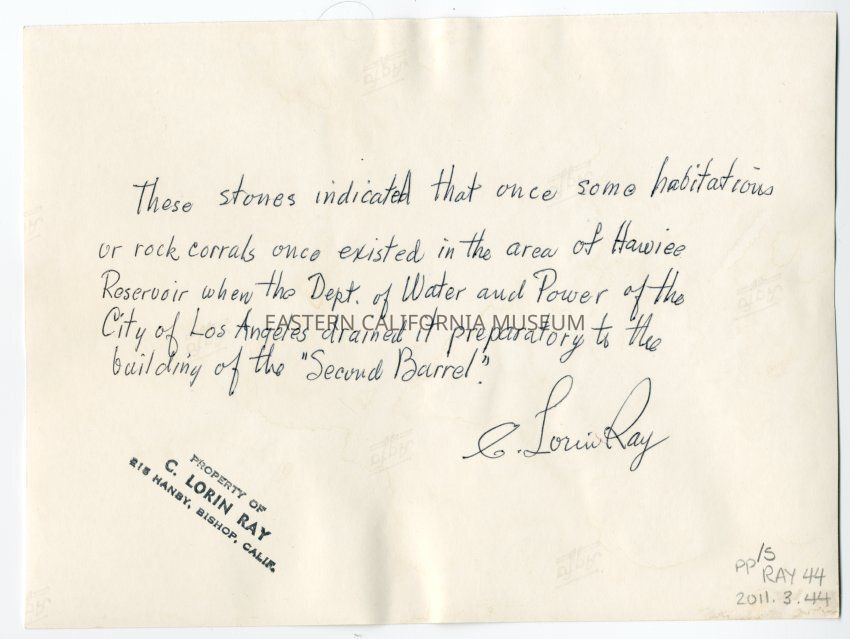 These stones indicated that once some habitations
or rock corrals once existed in the area of Hawiee
Reservoir when the Dept. of Water and Power of the
City of Los Angeles drained it preparatory to the
EASTERN CALIFORNIA MUSEUM
building of the "Second Barrel."
C. Lorin Ray
PROPERTY OF
C. LORIN RAY
215 HANBY, BISHOP, CALIF.
pp/S
RAY 44
2011.3.44